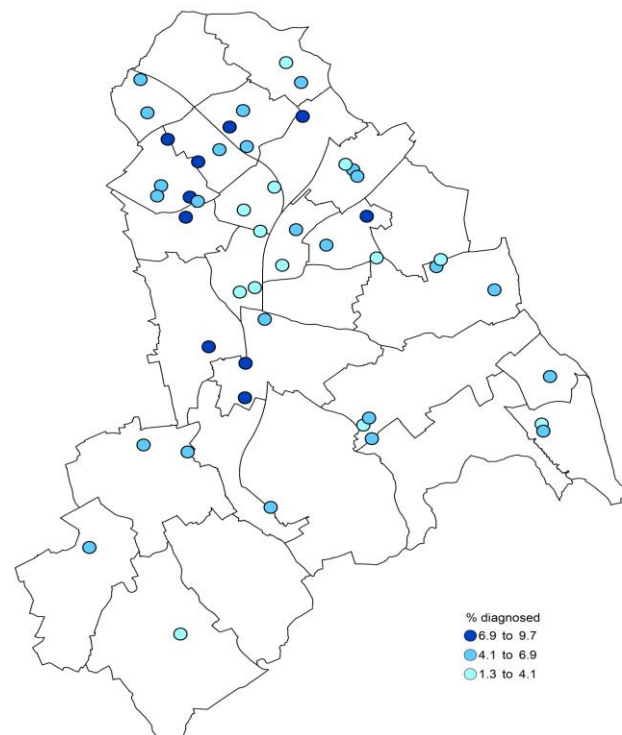 % diagnosed
6.9 to 9.7
4.1 to 6.9
1.3 to 4.1